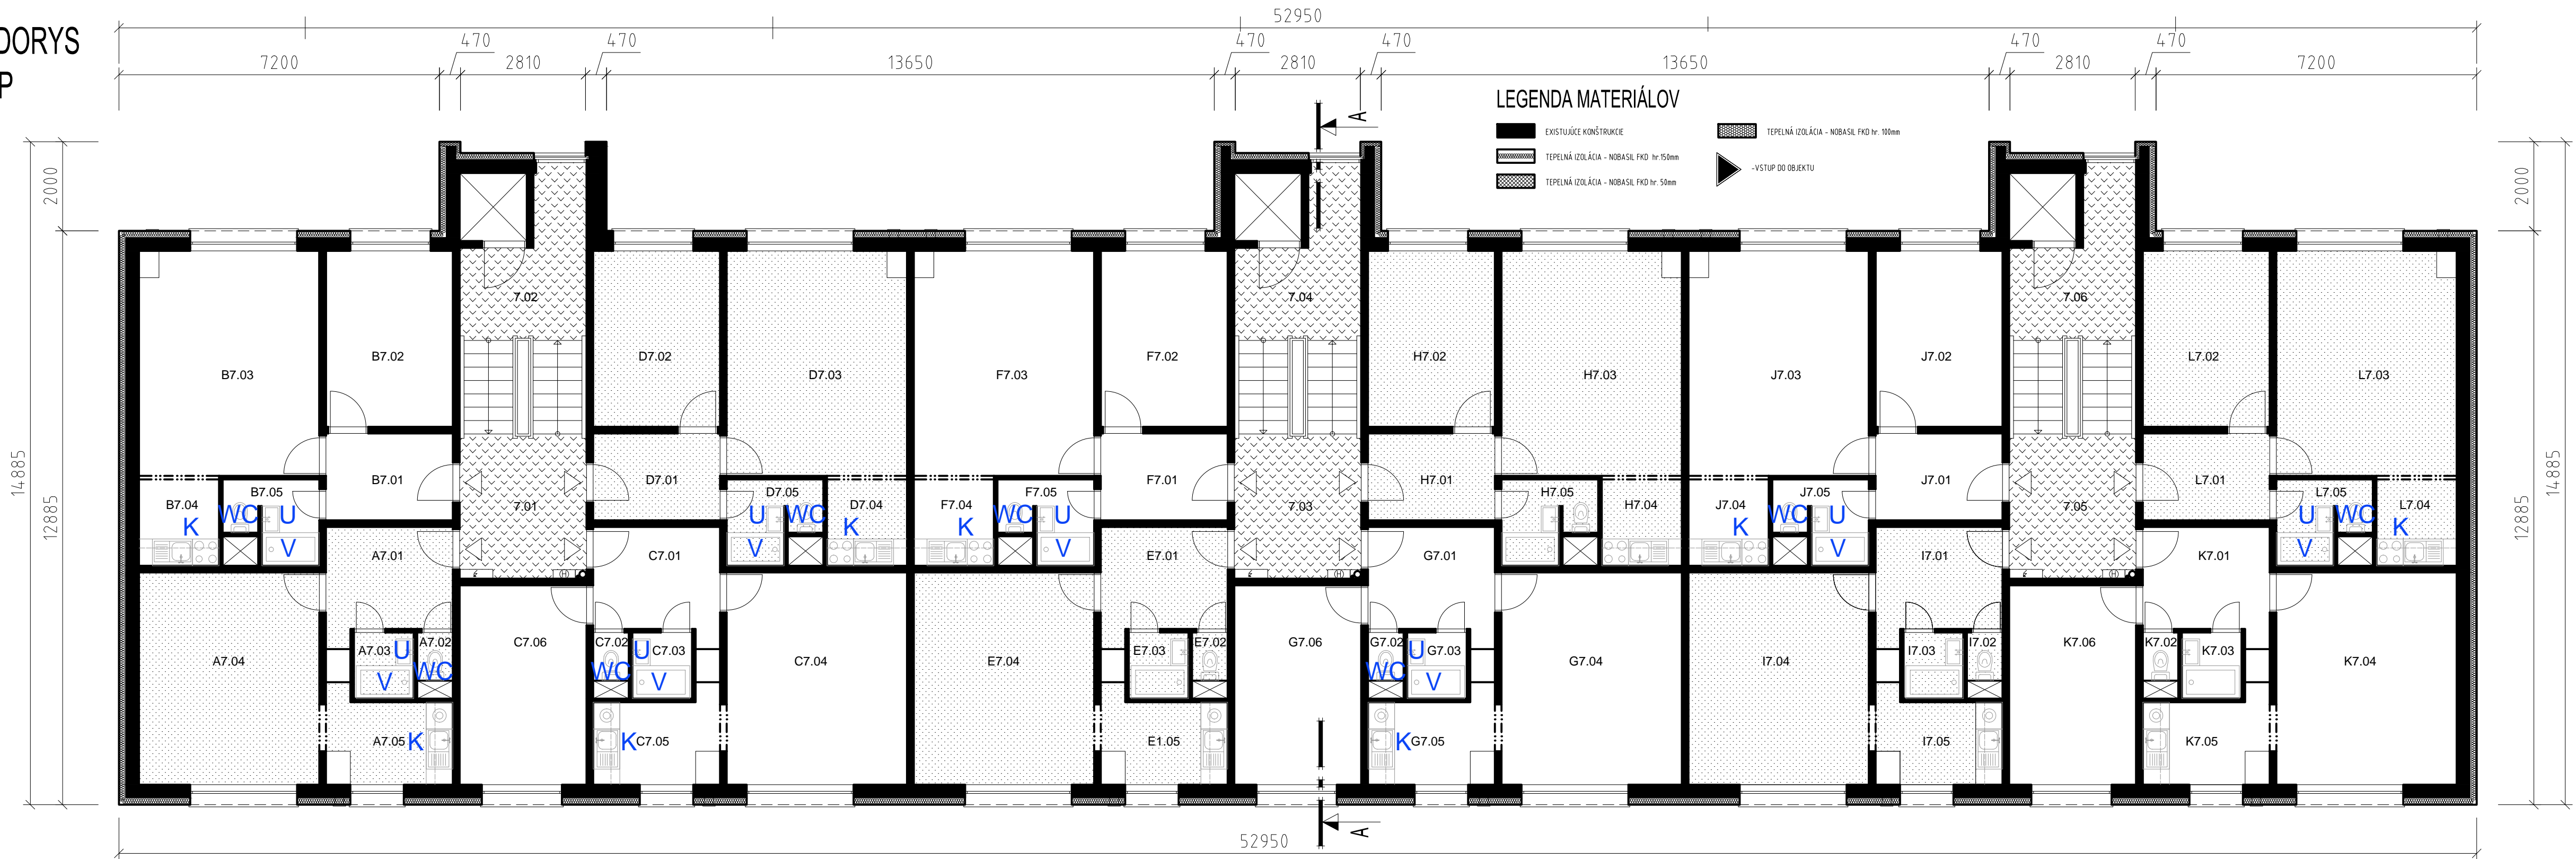 DORYS
P
52950
470
470
470
470
470
470
7200
2810
13650
2810
13650
2810
7200
LEGENDA MATERIÁLOV
EXISTUJÚCE KONŠTRUKCIE
TEPELNÁ IZOLÁCIA - NOBASIL FKD hr. 100mm
TEPELNÁ IZOLÁCIA - NOBASIL FKD hr.150mm
-VSTUP DO OBJEKTU
TEPELNÁ IZOLÁCIA - NOBASIL FKD hr. 50mm
A
2000
2000
14885
12885
12885
14885
7.02
7.04
7.06
B7.03
B7.02
D7.02
D7.03
F7.03
F7.02
H7.02
H7.03
J7.03
J7.02
L7.02
L7.03
B7.01
D7.01
F7.01
H7.01
J7.01
L7.01
B7.04
K
B7.05
WC
U
V
7.01
D7.05
U
WC
V
D7.04
K
F7.04
K
F7.05
WC
U
V
7.03
H7.05
H7.04
J7.04
K
J7.05
WC
U
V
7.05
L7.05
U
WC
V
L7.04
K
A7.01
C7.01
E7.01
G7.01
I7.01
K7.01
A7.04
A7.03
U
V
A7.02
WC
C7.06
C7.02
WC
U
C7.03
V
C7.04
E7.04
E7.03
E7.02
G7.06
G7.02
WC
U
G7.03
V
G7.04
I7.04
I7.03
I7.02
K7.06
K7.02
K7.03
K7.04
A7.05
K
K
C7.05
E1.05
K
G7.05
I7.05
K7.05
A
52950